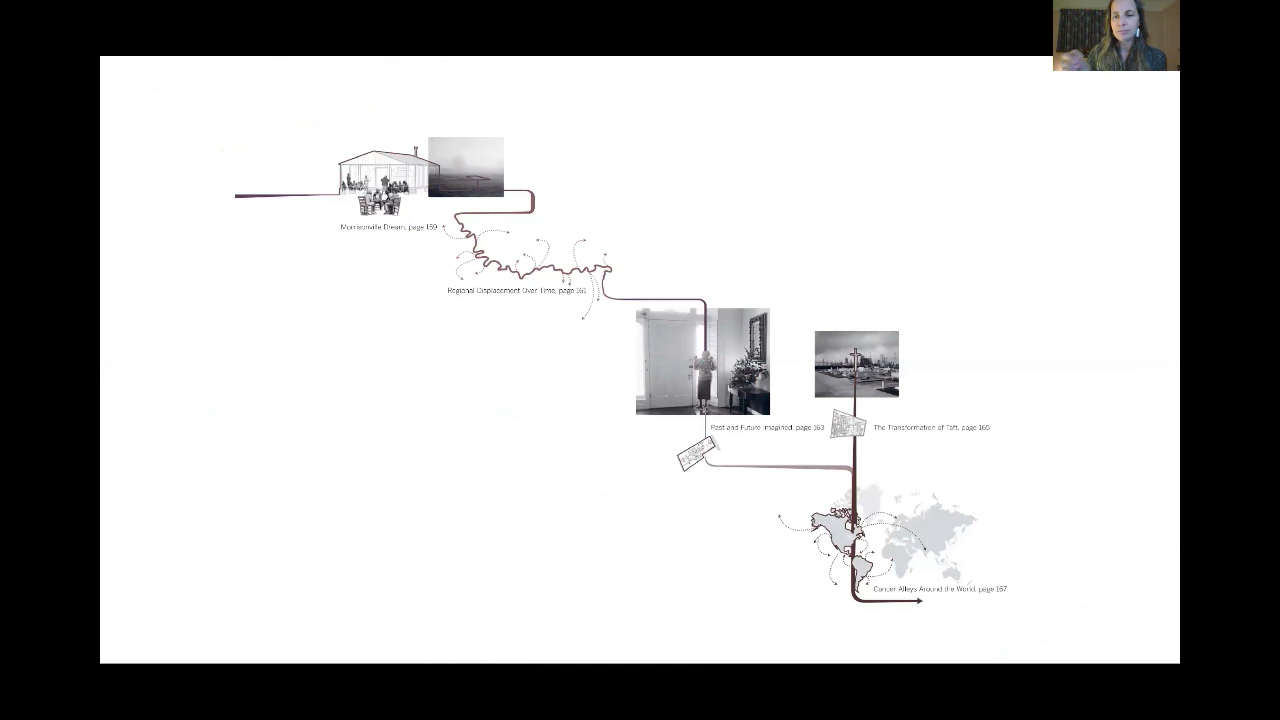 Morrisonville Dream, page 159
Regional Displacement Over Time, page 161
Past and Future Imagined, page 163
The Transformation of Taft, page 165
Cancer Alleys Around the World, page 167